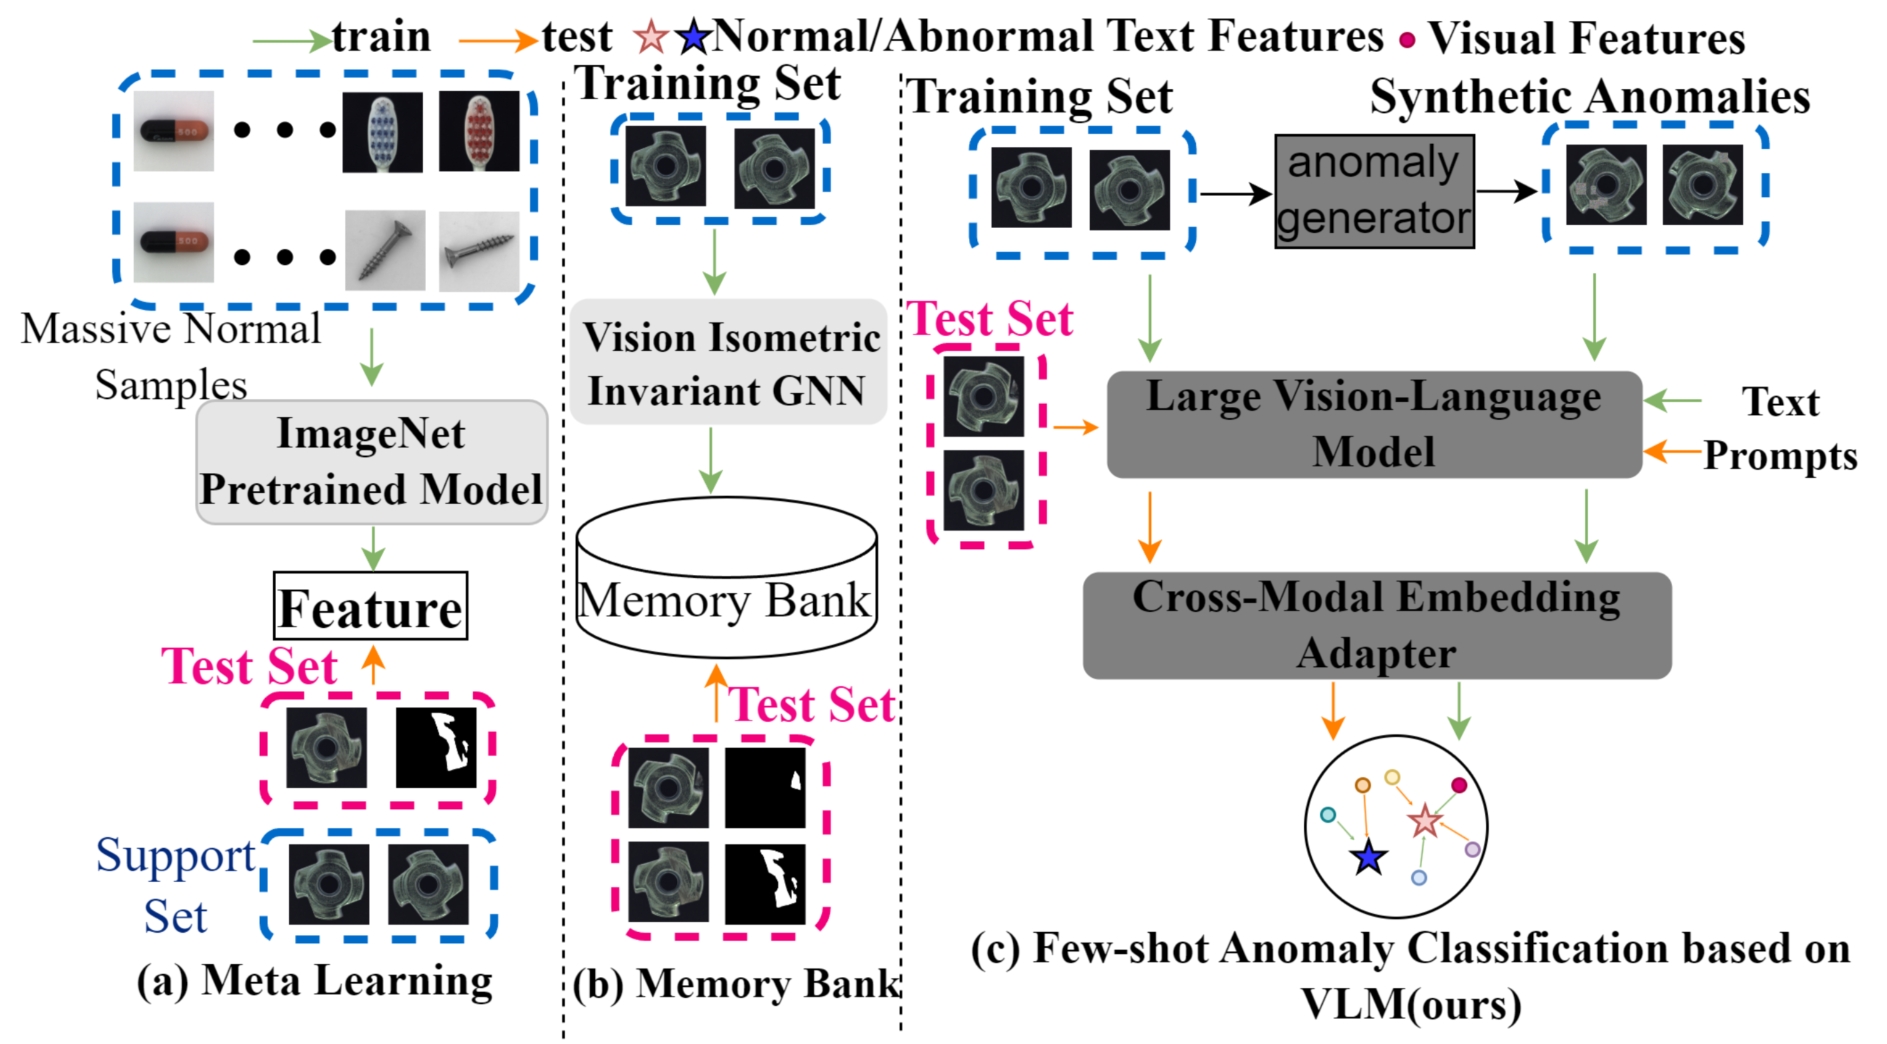 train test Normal/Abnormal Text Features Visual Features
Massive Normal
Samples
ImageNet
Pretrained Model
Feature
Test Set
Support
Set
(a) Meta Learning
Training Set
Vision Isometric
Invariant GNN
Memory Bank
Test Set
(b) Memory Bank
Training Set
anomaly
generator
Synthetic Anomalies
Test Set
Large Vision-Language
Model
Text
Prompts
Cross-Modal Embedding
Adapter
(c) Few-shot Anomaly Classification based on
VLM(ours)